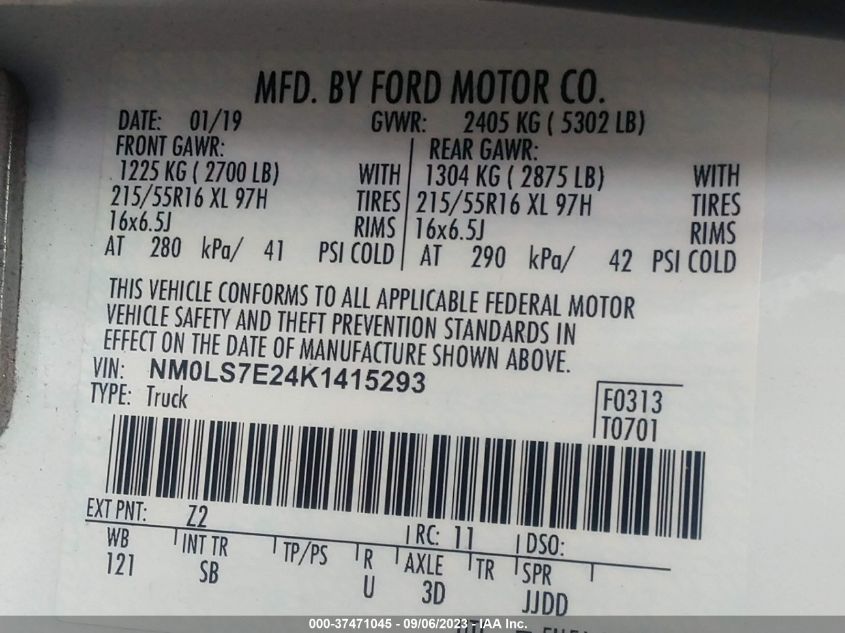 MFD. BY FORD MOTOR CO.
DATE: 01/19 GVWR: 2405 KG ( 5302 LB)
FRONT GAWR: REAR GAWR:
1225 KG ( 2700 LB) WITH 1304 KG ( 2875 LB) WITH
215/55R16 XL 97H TIRES 215/55R16 XL 97H TIRES
16x6.5J RIMS 16x6.5J RIMS
AT 280 kPa/ 41 PSI COLD AT 290 kPa/ 42 PSI COLD
THIS VEHICLE CONFORMS TO ALL APPLICABLE FEDERAL MOTOR
VEHICLE SAFETY AND THEFT PREVENTION STANDARDS IN
EFFECT ON THE DATE OF MANUFACTURE SHOWN ABOVE.
VIN: NM0LS7E24K1415293
TYPE: Truck
F0313
T0701
EXT PNT: Z2 RC: 11 DSO:
WB INT TR TP/PS R AXLE TR SPR
121 SB U 3D JJDD
000-37471045 - 09/06/2023 - IAA Inc.